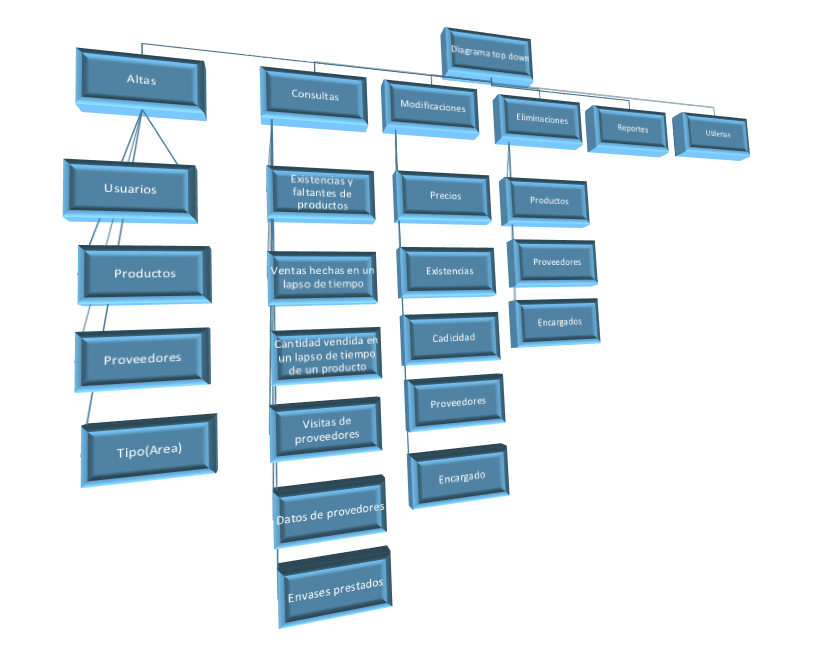 Diagrama top down
Altas
Consultas
Modificaciones
Eliminaciones
Reportes
Utilerias
Usuarios
Productos
Proveedores
Tipo(Area)
Existencias y
faltantes de
productos
Ventas hechas en un
lapso de tiempo
Cantidad vendida en
un lapso de tiempo
de un producto
Visitas de
proveedores
Datos de provedores
Envases prestados
Precios
Existencias
Cadicidad
Proveedores
Encargado
Productos
Proveedores
Encargados